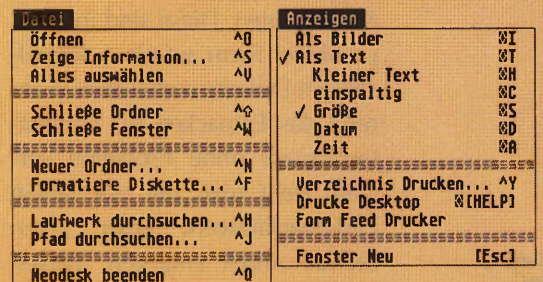 Datei
Öffnen ^O
Zeige Information... ^S
Alles auswählen ^V
Schließe Ordner ^⇧
Schließe Fenster ^W
Neuer Ordner... ^N
Formatiere Diskette... ^F
Laufwerk durchsuchen...^H
Pfad durchsuchen... ^J
Neodesk beenden ^Q
Anzeigen
Als Bilder I
✓ Als Text T
Kleiner Text H
einspaltig C
✓ Größe S
Datum D
Zeit A
Verzeichnis Drucken... ^Y
Drucke Desktop [HELP]
Form Feed Drucker
Fenster Neu [Esc]